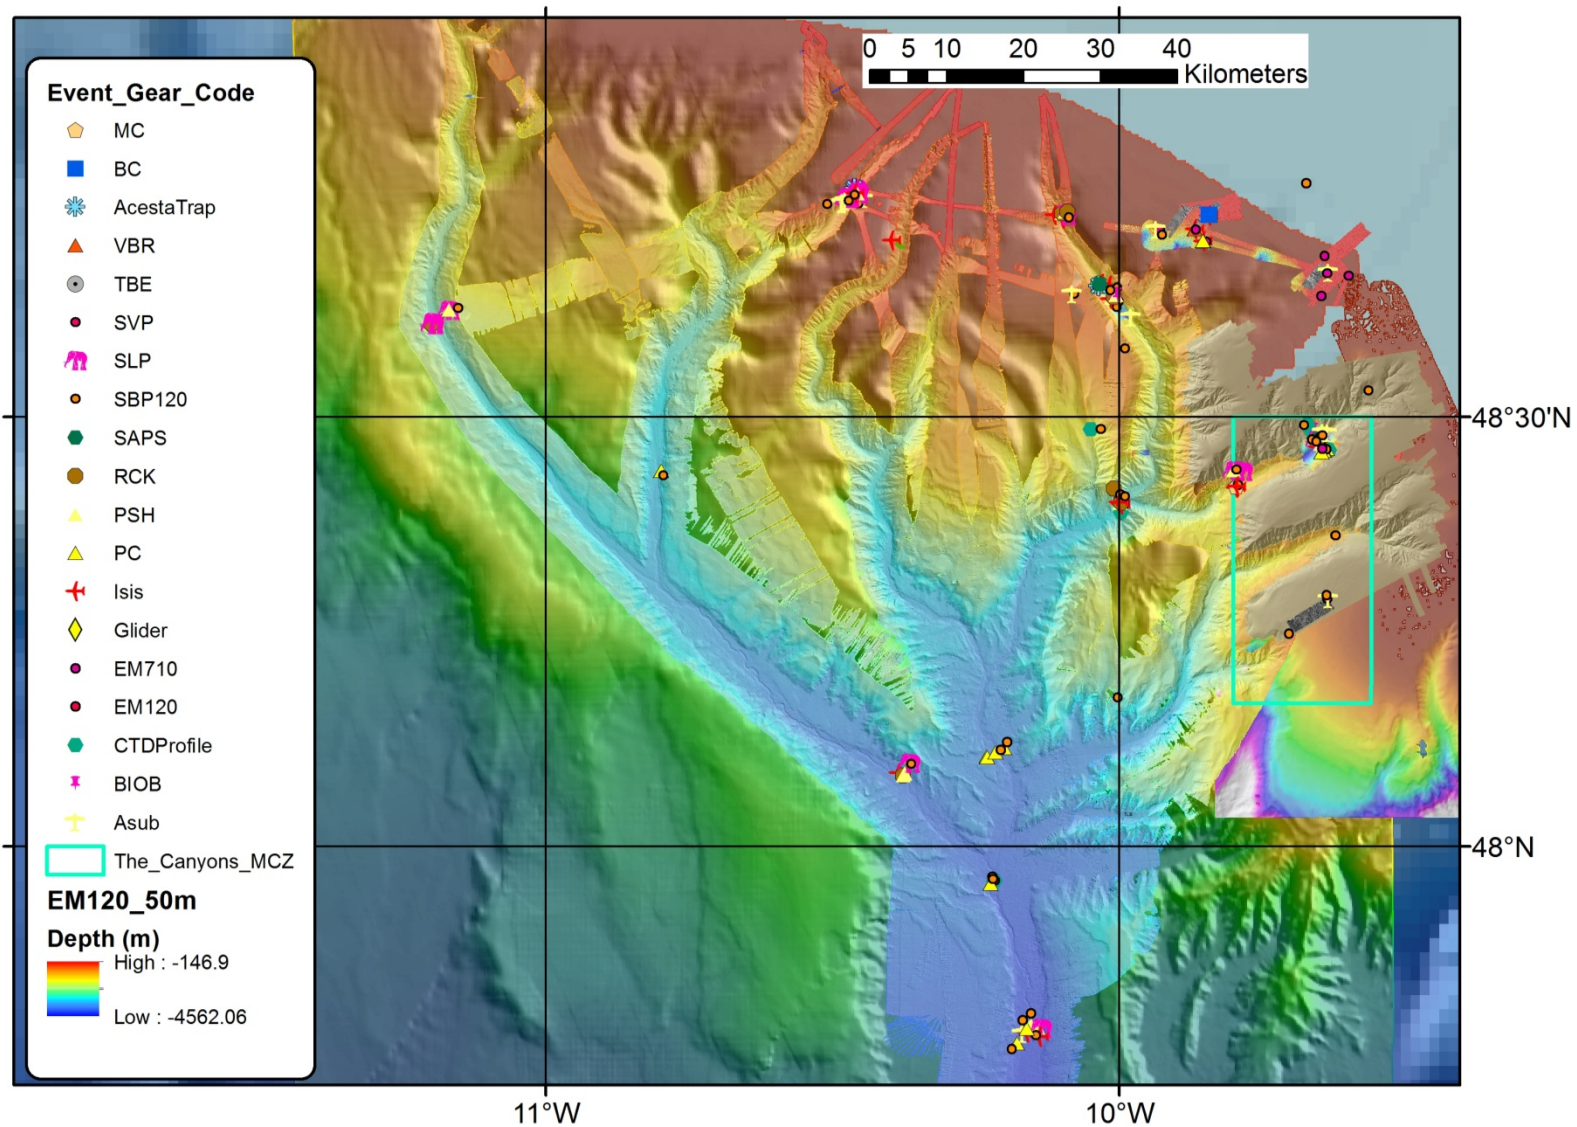 0 5 10 20 30 40
Kilometers
Event_Gear_Code
MC
BC
AcestaTrap
VBR
TBE
SVP
SLP
SBP120
SAPS
RCK
PSH
PC
Isis
Glider
EM710
EM120
CTDProfile
BIOB
Asub
The_Canyons_MCZ
EM120_50m
Depth (m)
High : -146.9
Low : -4562.06
48°30'N
48°N
11°W
10°W